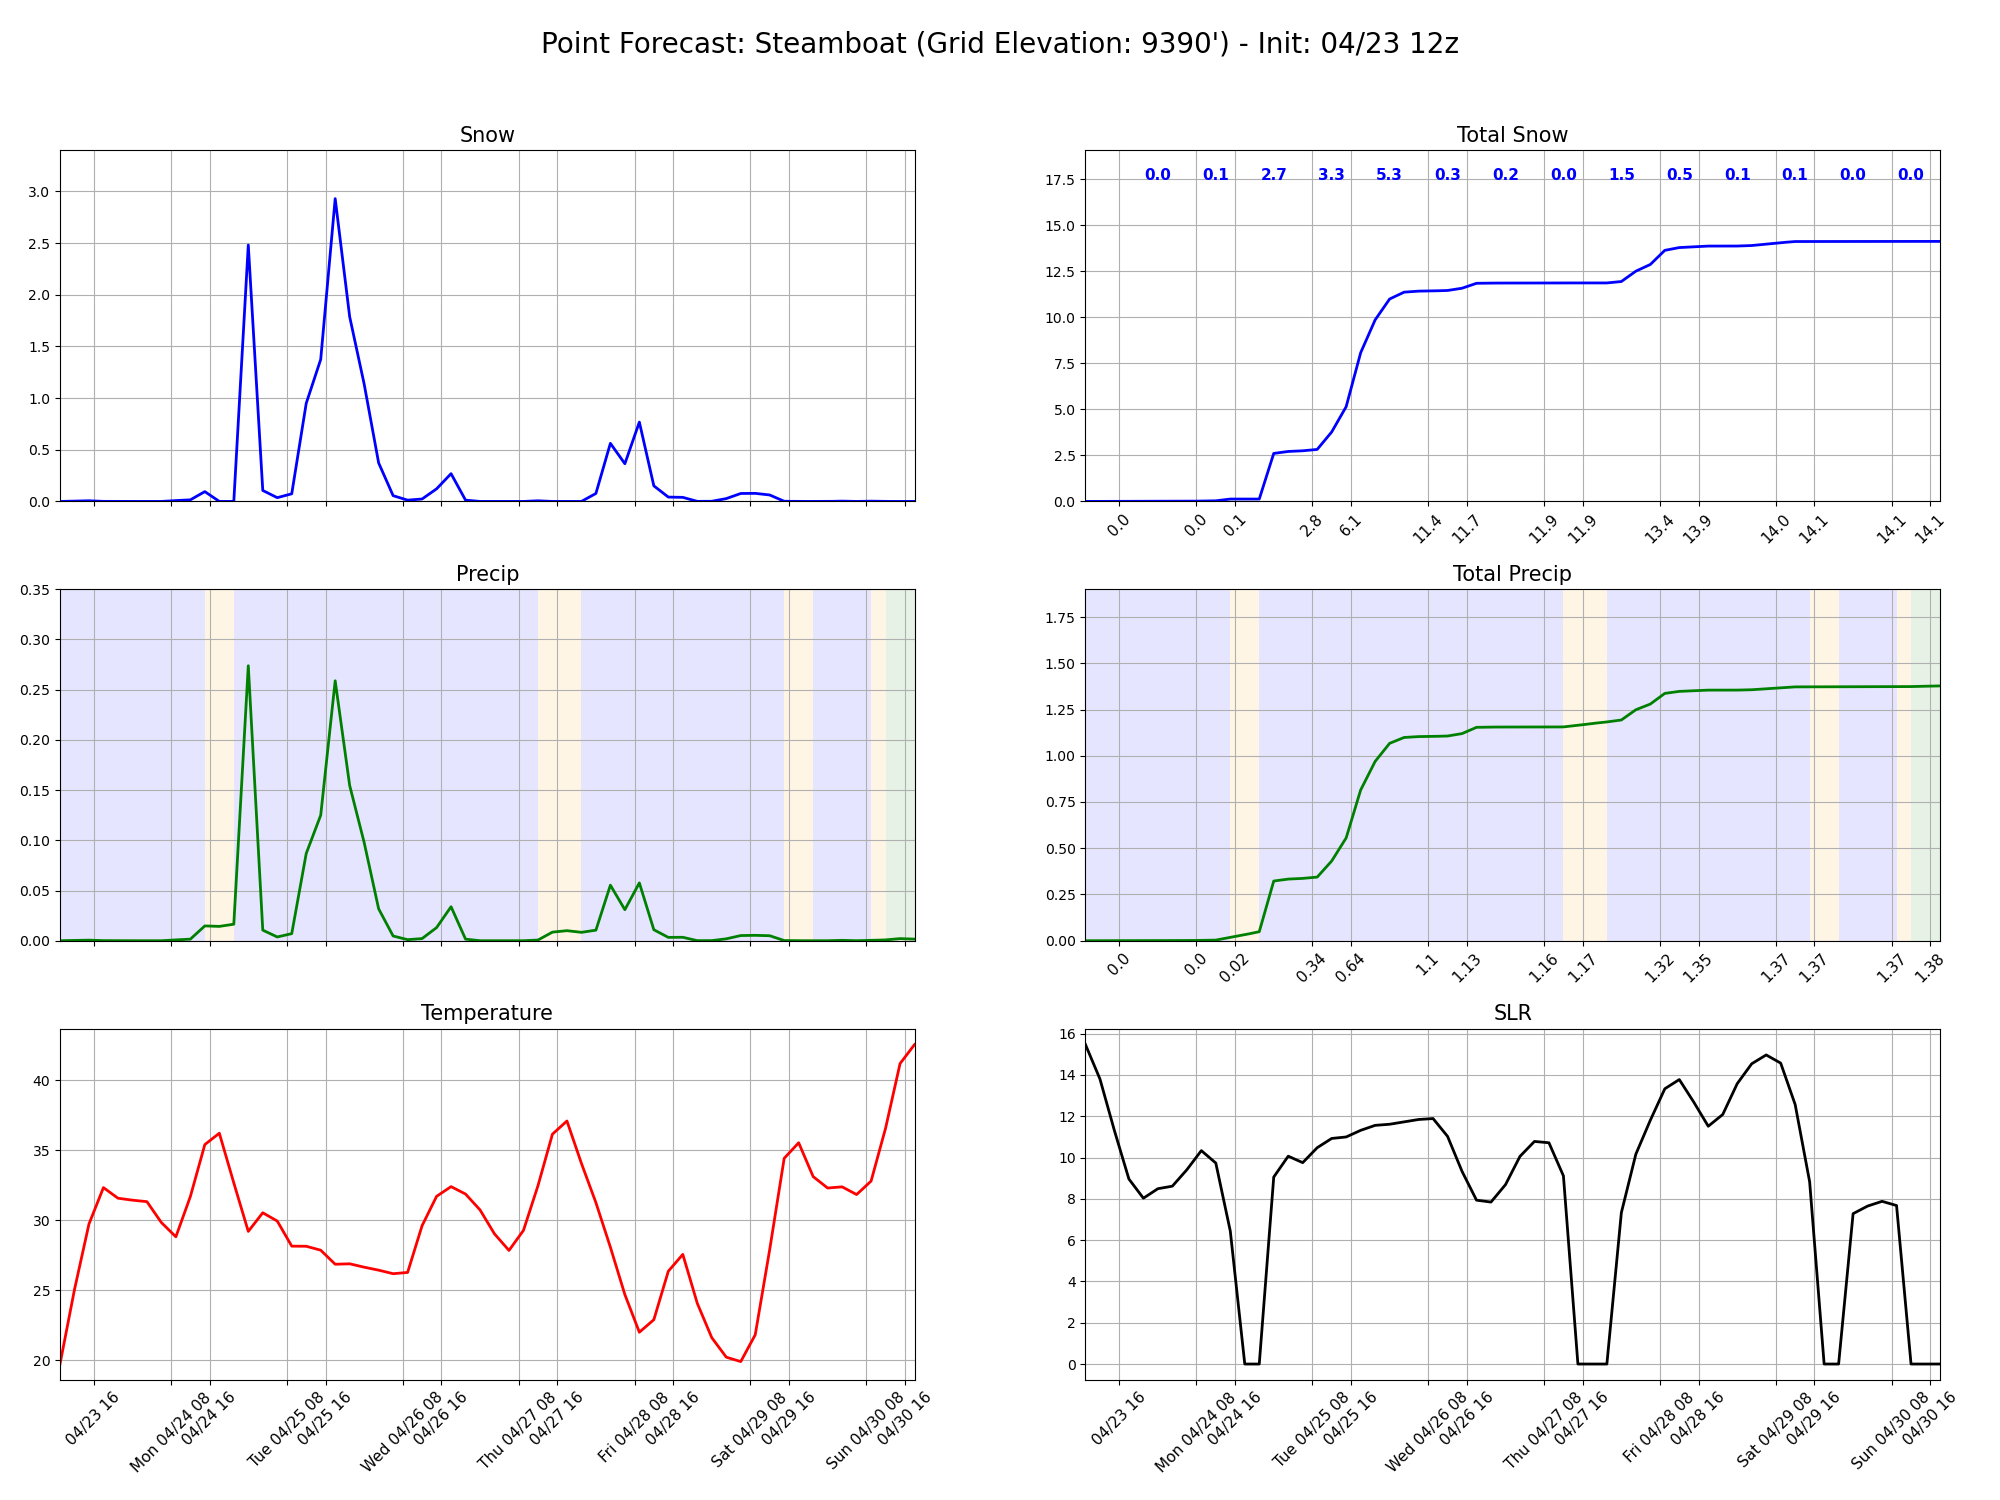 Point Forecast: Steamboat (Grid Elevation: 9390') - Init: 04/23 12z
Snow
3.0
2.5
2.0
1.5
1.0
0.5
0.0
Total Snow
0.0 0.1 2.7 3.3 5.3 0.3 0.2 0.0 1.5 0.5 0.1 0.1 0.0 0.0
17.5
15.0
12.5
10.0
7.5
5.0
2.5
0.0
0.0 0.0 0.1 2.8 6.1 11.4 11.7 11.9 11.9 13.4 13.9 14.0 14.1 14.1 14.1
Precip
0.35
0.30
0.25
0.20
0.15
0.10
0.05
0.00
Total Precip
1.75
1.50
1.25
1.00
0.75
0.50
0.25
0.00
0.0 0.0 0.02 0.34 0.64 1.1 1.13 1.16 1.17 1.32 1.35 1.37 1.37 1.37 1.38
Temperature
40
35
30
25
20
04/23 16
Mon 04/24 08
04/24 16
Tue 04/25 08
04/25 16
Wed 04/26 08
04/26 16
Thu 04/27 08
04/27 16
Fri 04/28 08
04/28 16
Sat 04/29 08
04/29 16
Sun 04/30 08
04/30 16
SLR
16
14
12
10
8
6
4
2
0
04/23 16
Mon 04/24 08
04/24 16
Tue 04/25 08
04/25 16
Wed 04/26 08
04/26 16
Thu 04/27 08
04/27 16
Fri 04/28 08
04/28 16
Sat 04/29 08
04/29 16
Sun 04/30 08
04/30 16